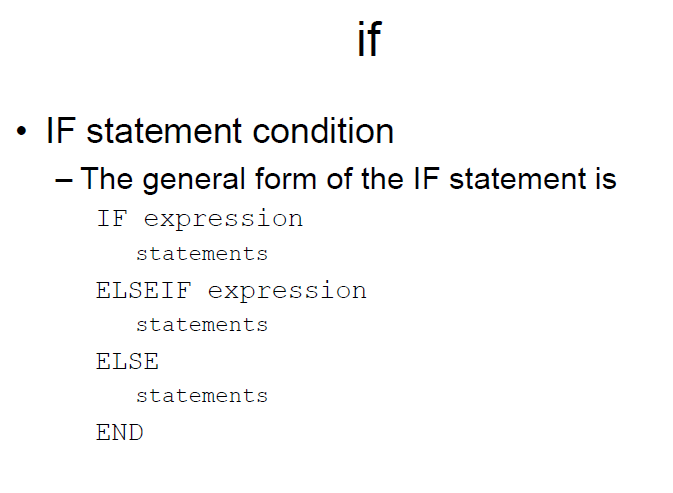 if
• IF statement condition
– The general form of the IF statement is
IF expression
statements
ELSEIF expression
statements
ELSE
statements
END